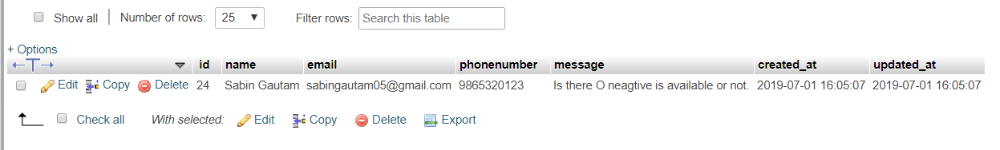 Show all Number of rows: 25 Filter rows: Search this table
+ Options
id name email phonenumber message created_at updated_at
Edit Copy Delete 24 Sabin Gautam sabingautam05@gmail.com 9865320123 Is there O neagtive is available or not. 2019-07-01 16:05:07 2019-07-01 16:05:07
Check all With selected: Edit Copy Delete Export